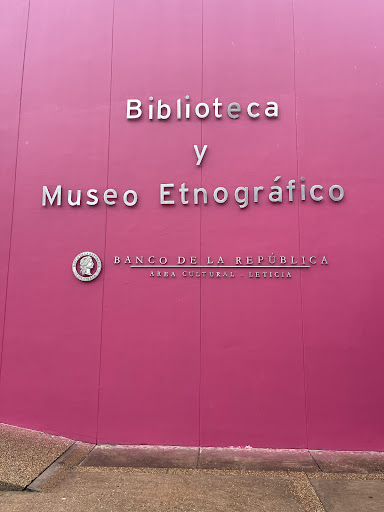 Biblioteca
y
Museo Etnográfico
BANCO DE LA REPÚBLICA
ÁREA CULTURAL - LETICIA